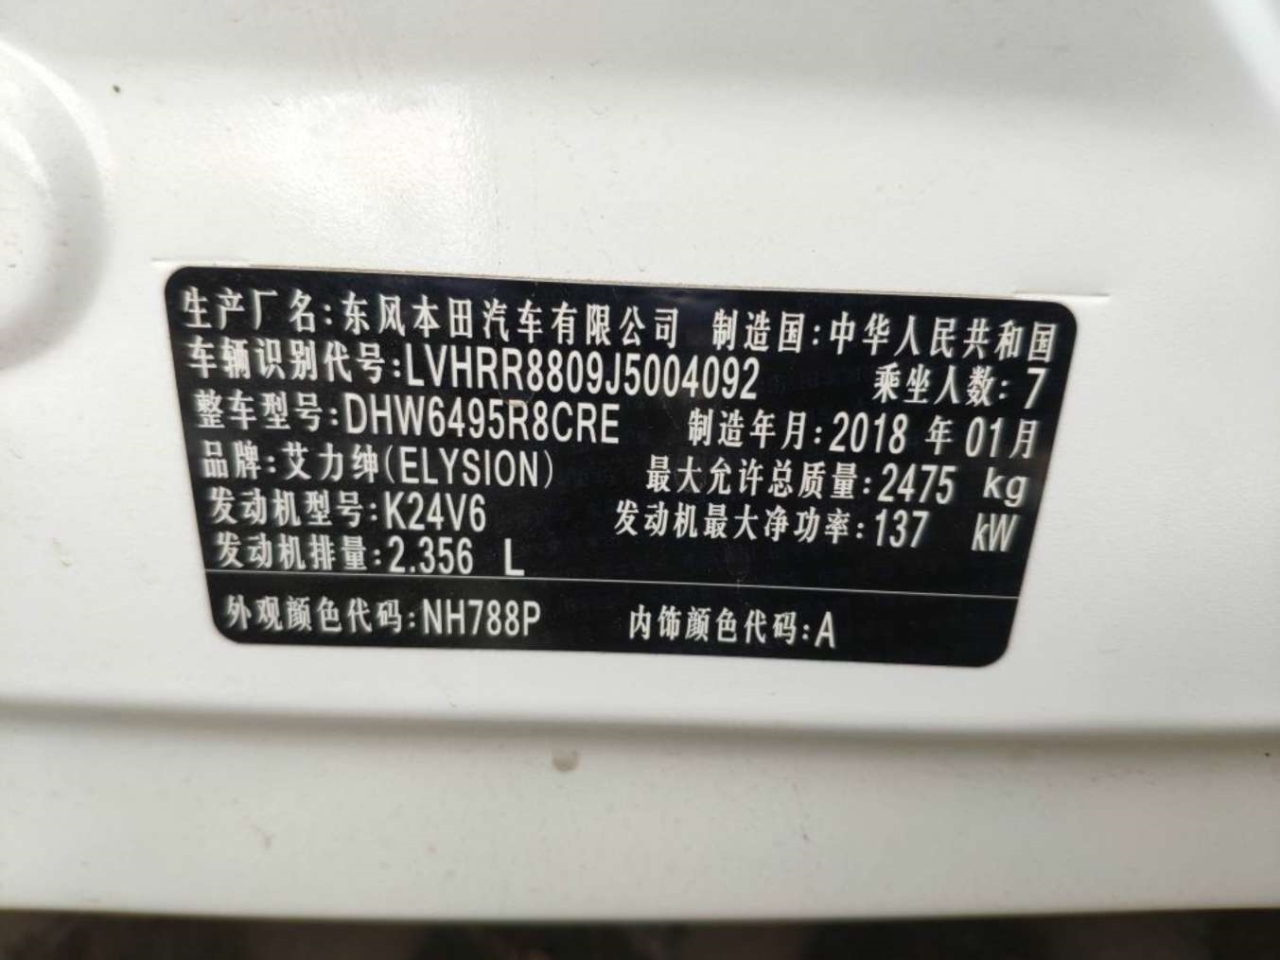 生产厂名:东风本田汽车有限公司 制造国:中华人民共和国
车辆识别代号:LVHRR8809J5004092 乘坐人数:7
整车型号:DHW6495R8CRE 制造年月:2018 年 01月
品牌:艾力绅(ELYSION) 最大允许总质量:2475 kg
发动机型号:K24V6 发动机最大净功率:137 kW
发动机排量:2.356 L
外观颜色代码:NH788P 内饰颜色代码:A